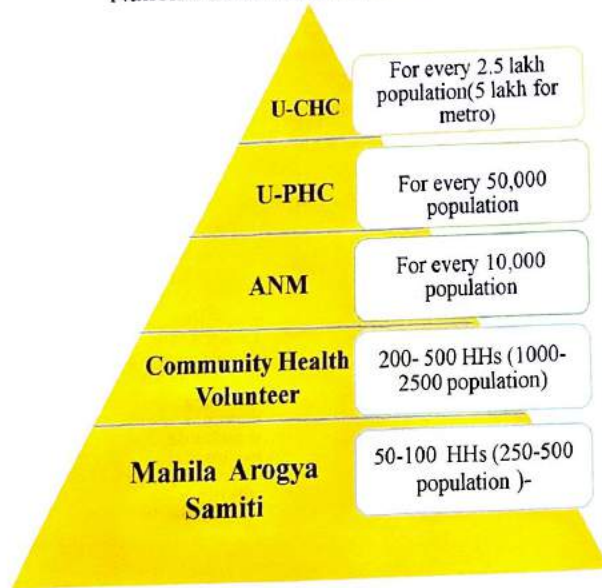 U-CHC
For every 2.5 lakh
population(5 lakh for
metro)
U-PHC
For every 50,000
population
ANM
For every 10,000
population
Community Health
Volunteer
200- 500 HHs (1000-
2500 population)
Mahila Arogya
Samiti
50-100 HHs (250-500
population )-